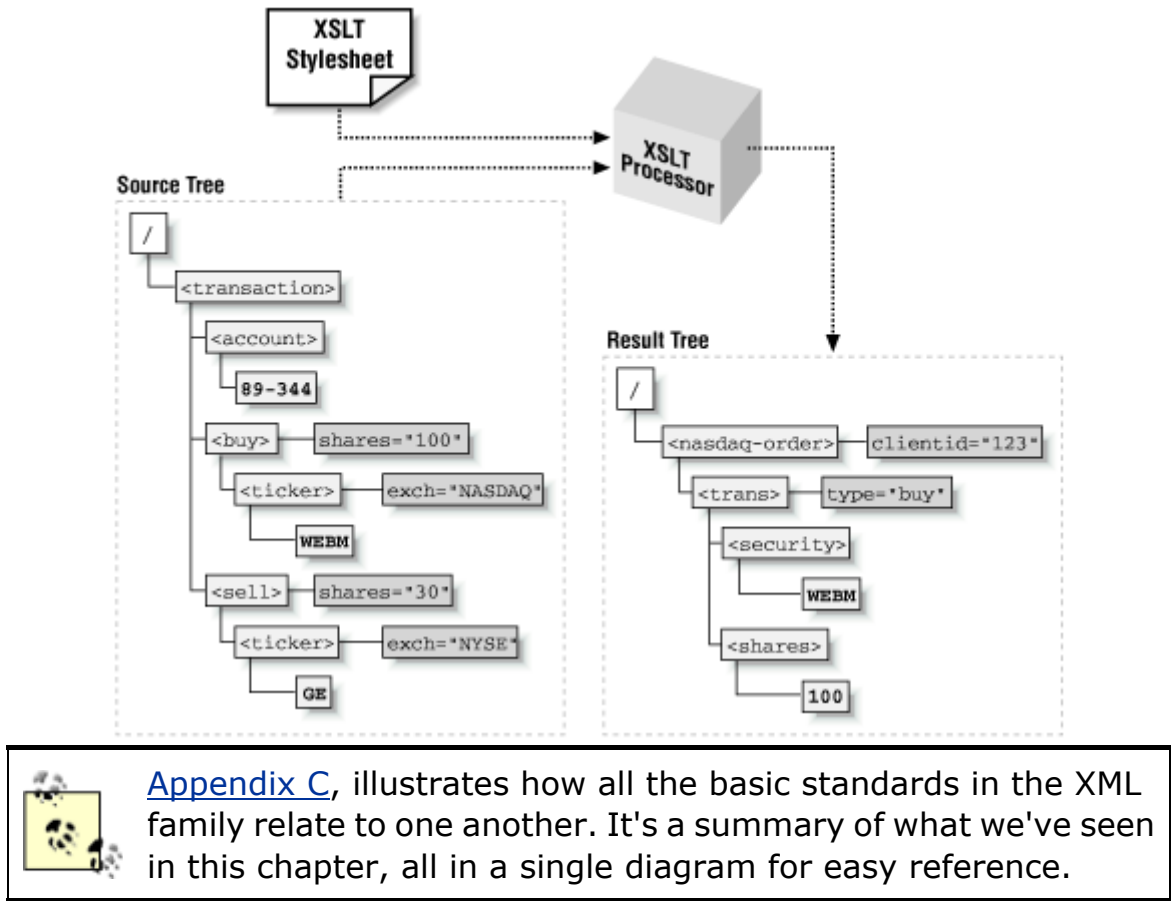 XSLT
Stylesheet
XSLT
Processor
Source Tree
/
<transaction>
<account>
89-344
<buy> shares="100"
<ticker> exch="NASDAQ"
WEBM
<sell> shares="30"
<ticker> exch="NYSE"
GE
Result Tree
/
<nasdaq-order> clientid="123"
<trans> type="buy"
<security>
WEBM
<shares>
100
Appendix C, illustrates how all the basic standards in the XML
family relate to one another. It's a summary of what we've seen
in this chapter, all in a single diagram for easy reference.